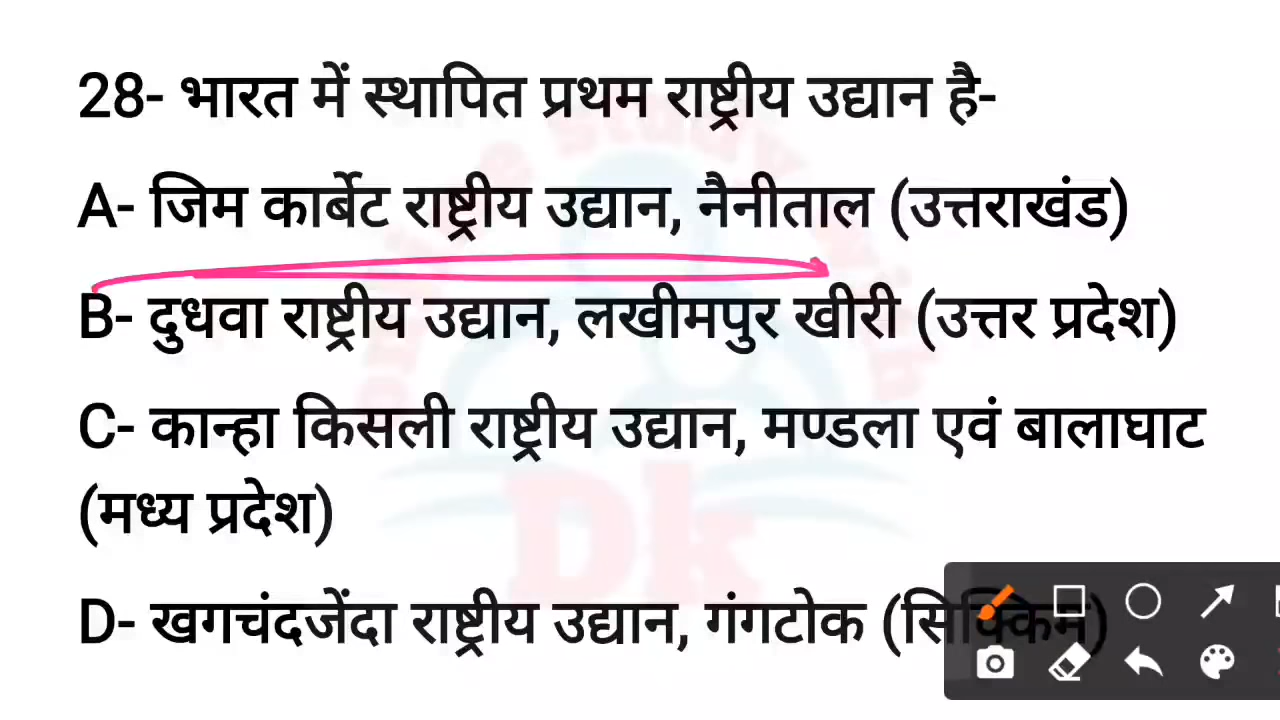 28- भारत में स्थापित प्रथम राष्ट्रीय उद्यान है-
A- जिम कार्बेट राष्ट्रीय उद्यान, नैनीताल (उत्तराखंड)
B- दुधवा राष्ट्रीय उद्यान, लखीमपुर खीरी (उत्तर प्रदेश)
C- कान्हा किसली राष्ट्रीय उद्यान, मण्डला एवं बालाघाट
(मध्य प्रदेश)
D- खगचंदजेंदा राष्ट्रीय उद्यान, गंगटोक (सिक्किम)
Dk